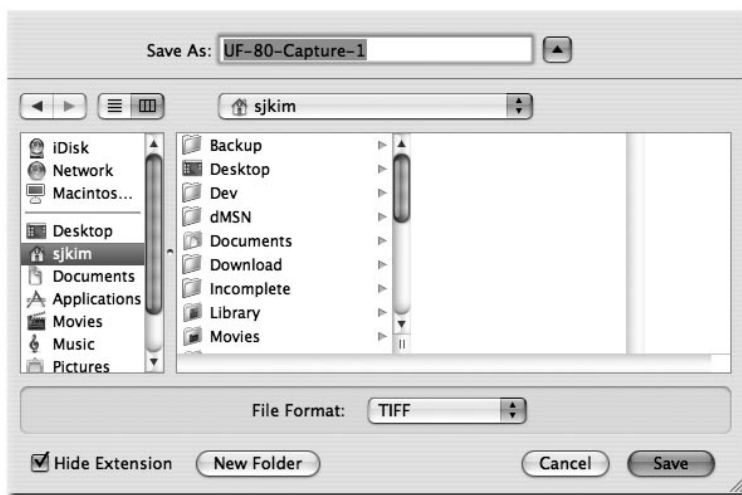 Save As: UF-80-Capture-1
sjkim
iDisk
Network
Macintos...
Desktop
sjkim
Documents
Applications
Movies
Music
Pictures
Backup
Desktop
Dev
dMSN
Documents
Download
Incomplete
Library
Movies
File Format: TIFF
Hide Extension New Folder Cancel Save